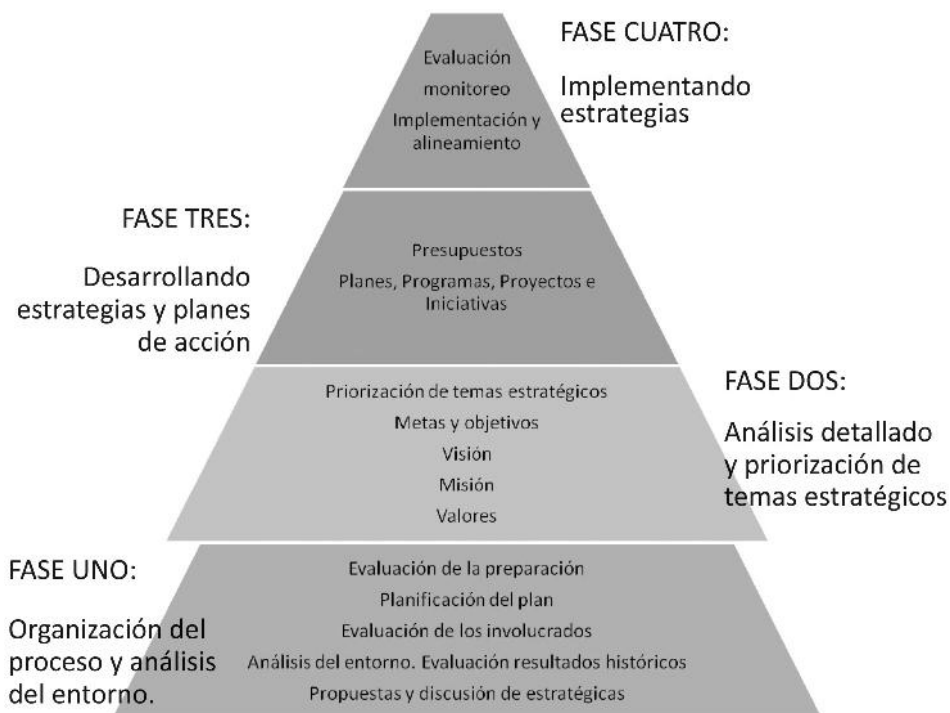 FASE CUATRO:
Implementando
estrategias
Evaluación
monitoreo
Implementación y
alineamiento
FASE TRES:
Desarrollando
estrategias y planes
de acción
Presupuestos
Planes, Programas, Proyectos e
Iniciativas
FASE DOS:
Análisis detallado
y priorización de
temas estratégicos
Priorización de temas estratégicos
Metas y objetivos
Visión
Misión
Valores
FASE UNO:
Organización del
proceso y análisis
del entorno.
Evaluación de la preparación
Planificación del plan
Evaluación de los involucrados
Análisis del entorno. Evaluación resultados históricos
Propuestas y discusión de estratégicas